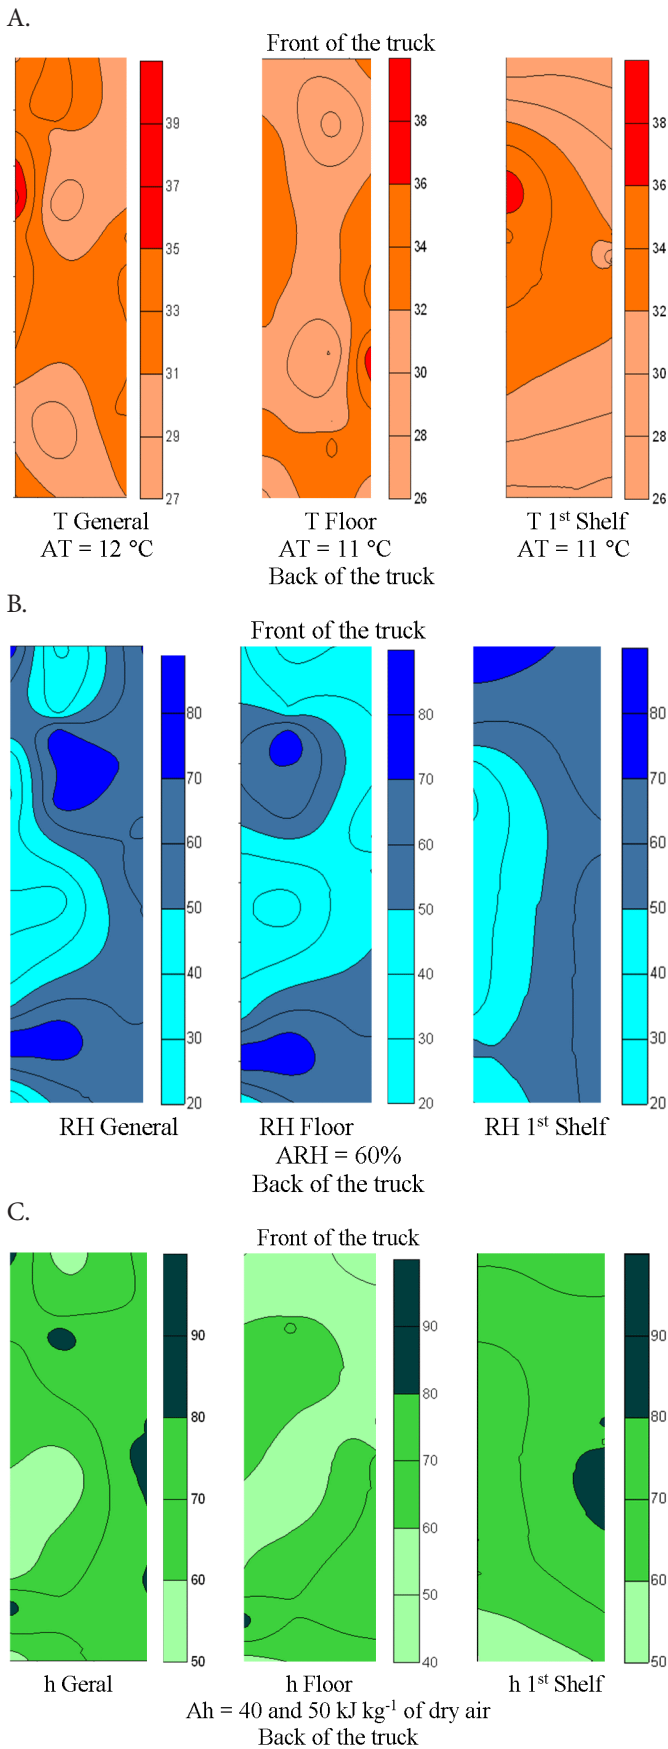 A.
Front of the truck
39
37
35
33
31
29
27
38
36
34
32
30
28
26
38
36
34
32
30
28
26
T General
AT = 12 °C
T Floor
AT = 11 °C
T 1st Shelf
AT = 11 °C
Back of the truck
B.
Front of the truck
80
70
60
50
40
30
20
80
70
60
50
40
30
20
80
70
60
50
40
30
20
RH General
RH Floor
RH 1st Shelf
ARH = 60%
Back of the truck
C.
Front of the truck
90
80
70
60
50
90
80
70
60
50
40
90
80
70
60
50
h Geral
h Floor
h 1st Shelf
Ah = 40 and 50 kJ kg-1 of dry air
Back of the truck